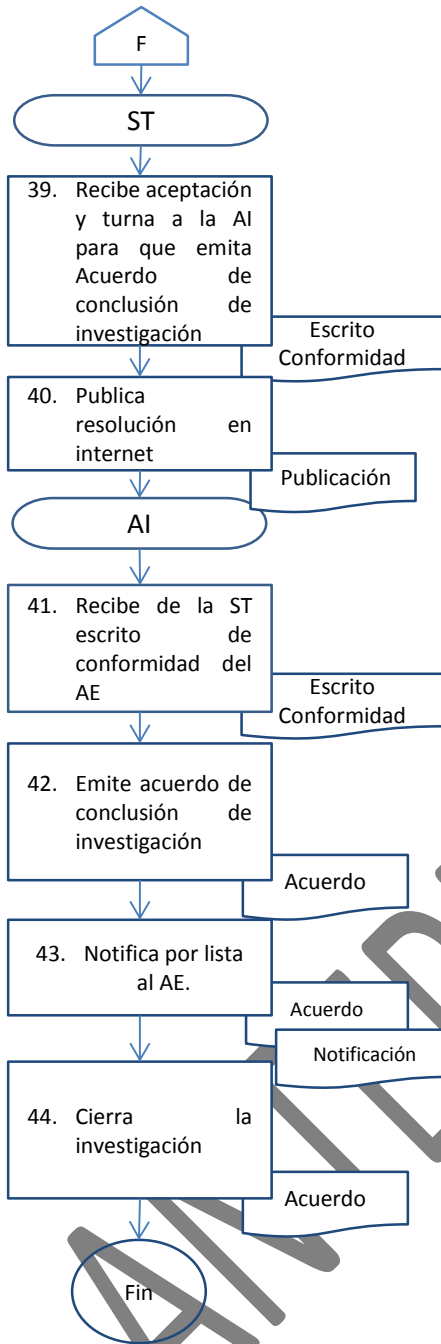 F
ST
39. Recibe aceptación
y turna a la AI
para que emita
Acuerdo de
conclusión de
investigación
Escrito
Conformidad
40. Publica
resolución en
internet
Publicación
AI
41. Recibe de la ST
escrito de
conformidad del
AE
Escrito
Conformidad
42. Emite acuerdo de
conclusión de
investigación
Acuerdo
43. Notifica por lista
al AE.
Acuerdo
Notificación
44. Cierra la
investigación
Acuerdo
Fin